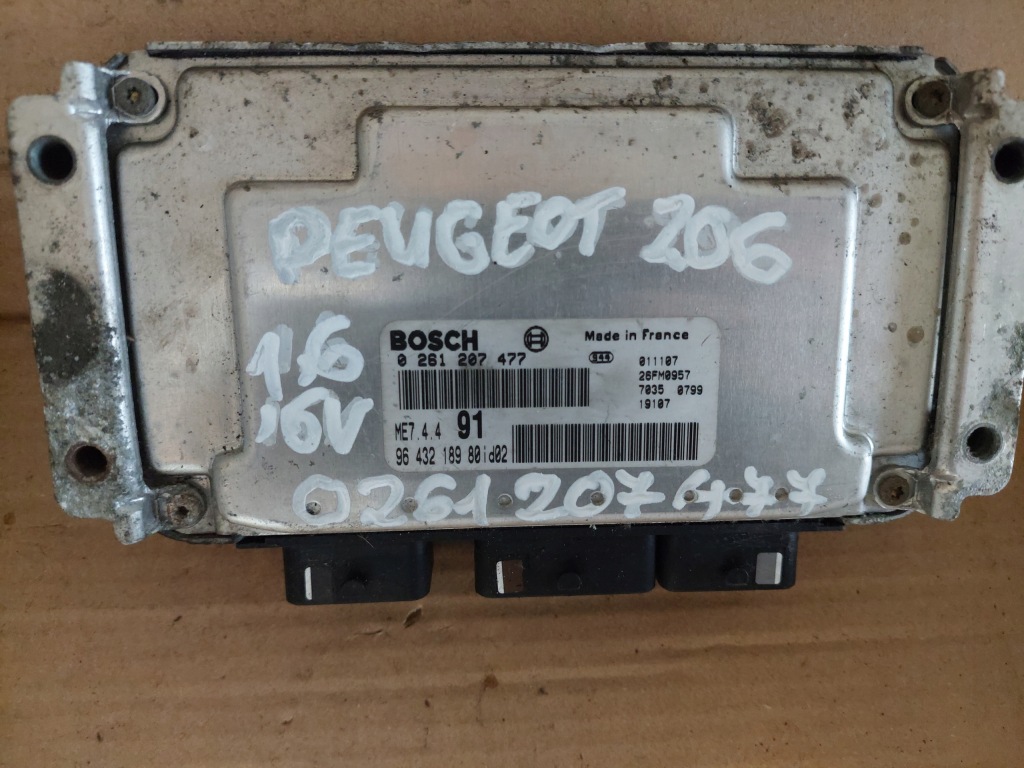 PEUGEOT 206
1,6
16V
BOSCH
Made in France
0 261 207 477
011107
26FM0957
7035 0799
19107
ME7.4.4 91
96 432 189 80id02
0261207477